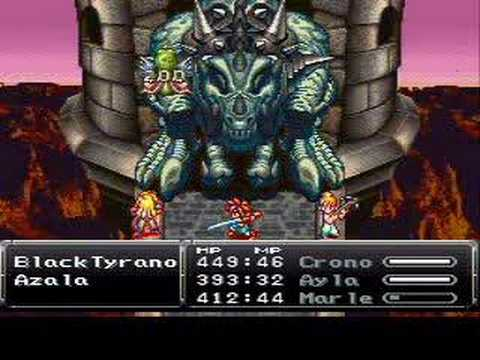 MP MP
BlackTyrano 449:46 Crono
Azala 393:32 Ayla
412:44 Marle